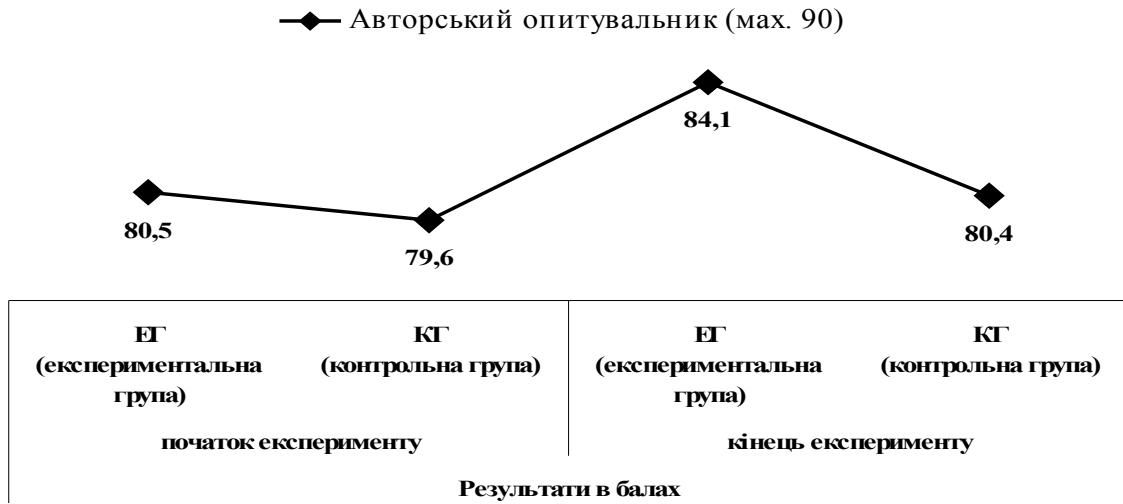 Авторський опитувальник (мах. 90)
84,1
80,5
79,6
80,4
ЕГ
(експериментальна
група)
КГ
(контрольна група)
ЕГ
(експериментальна
група)
КГ
(контрольна група)
початок експерименту
кінець експерименту
Результати в балах